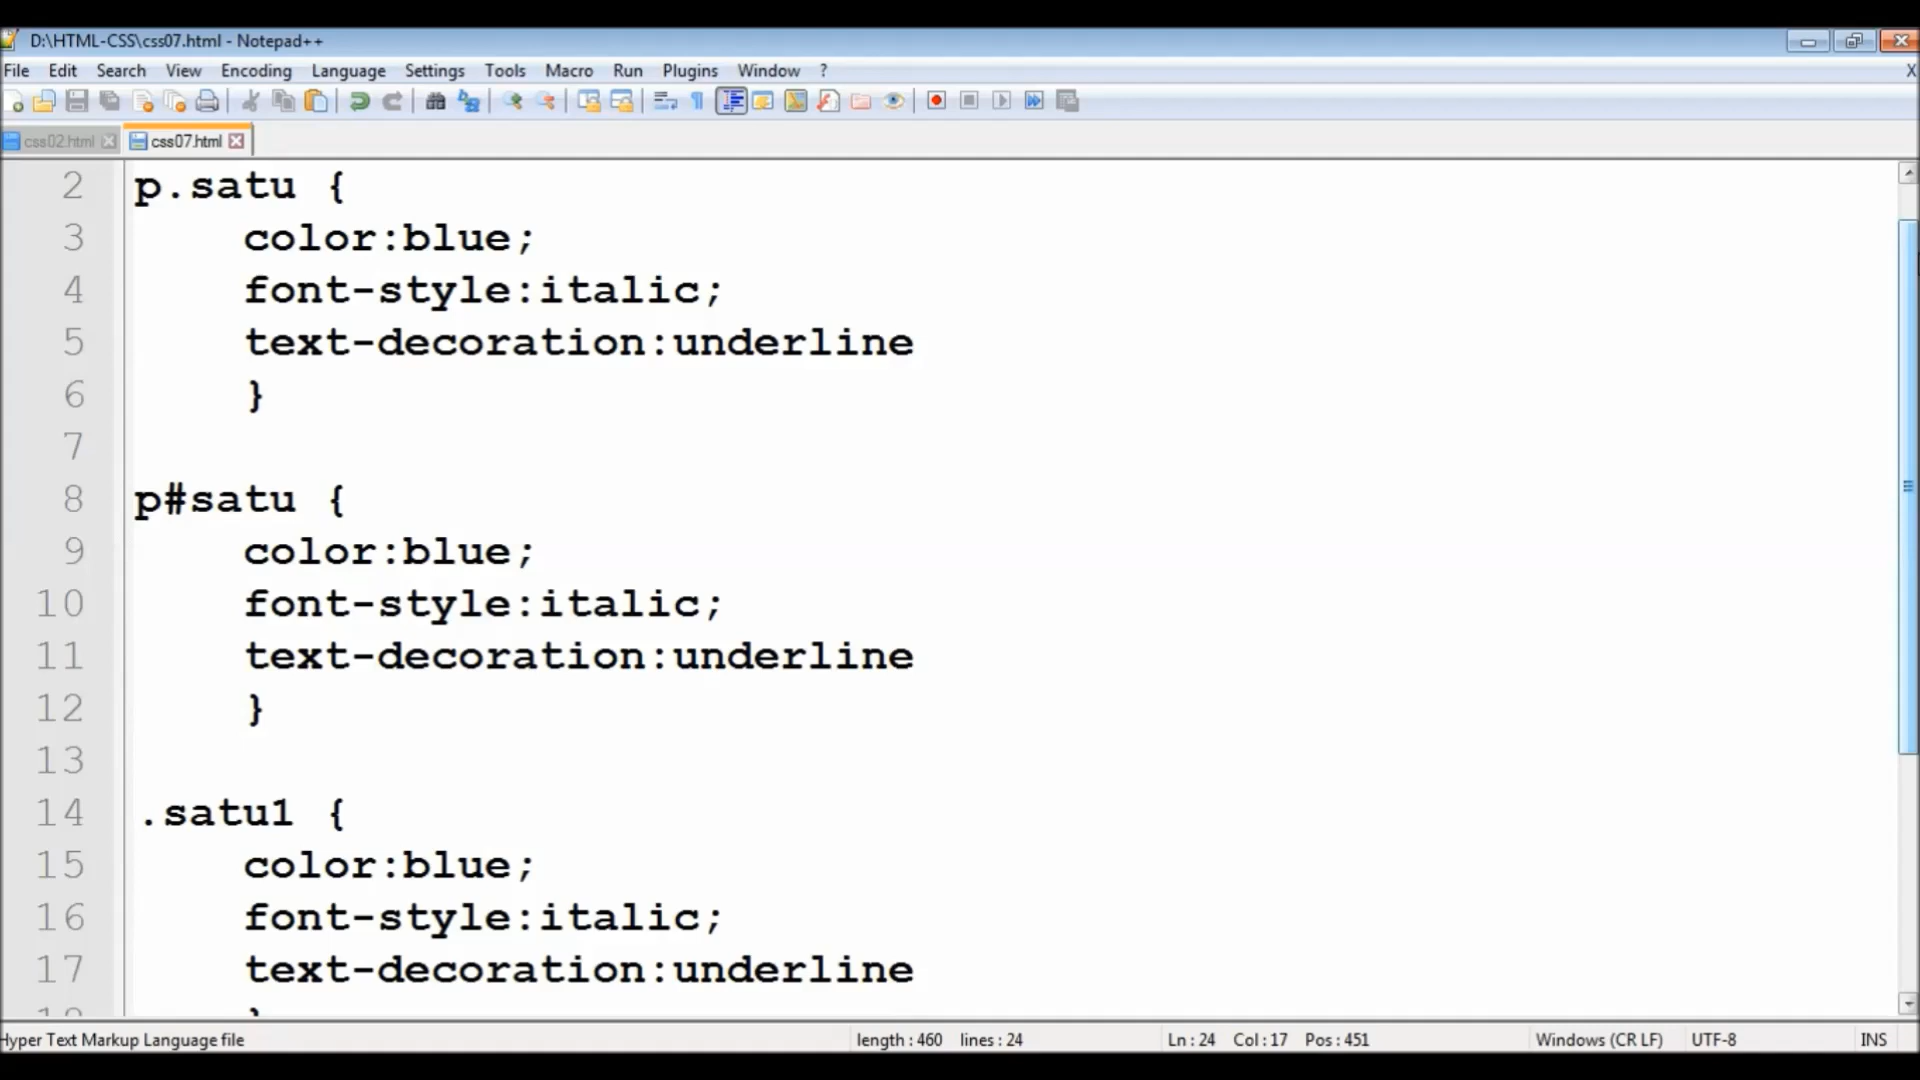 D:\HTML-CSS\css07.html - Notepad++
File Edit Search View Encoding Language Settings Tools Macro Run Plugins Window ? X
css02.html css07.html
2 p.satu {
3 color:blue;
4 font-style:italic;
5 text-decoration:underline
6 }
7
8 p#satu {
9 color:blue;
10 font-style:italic;
11 text-decoration:underline
12 }
13
14 .satu1 {
15 color:blue;
16 font-style:italic;
17 text-decoration:underline
Hyper Text Markup Language file length : 460 lines : 24 Ln : 24 Col : 17 Pos : 451 Windows (CR LF) UTF-8 INS